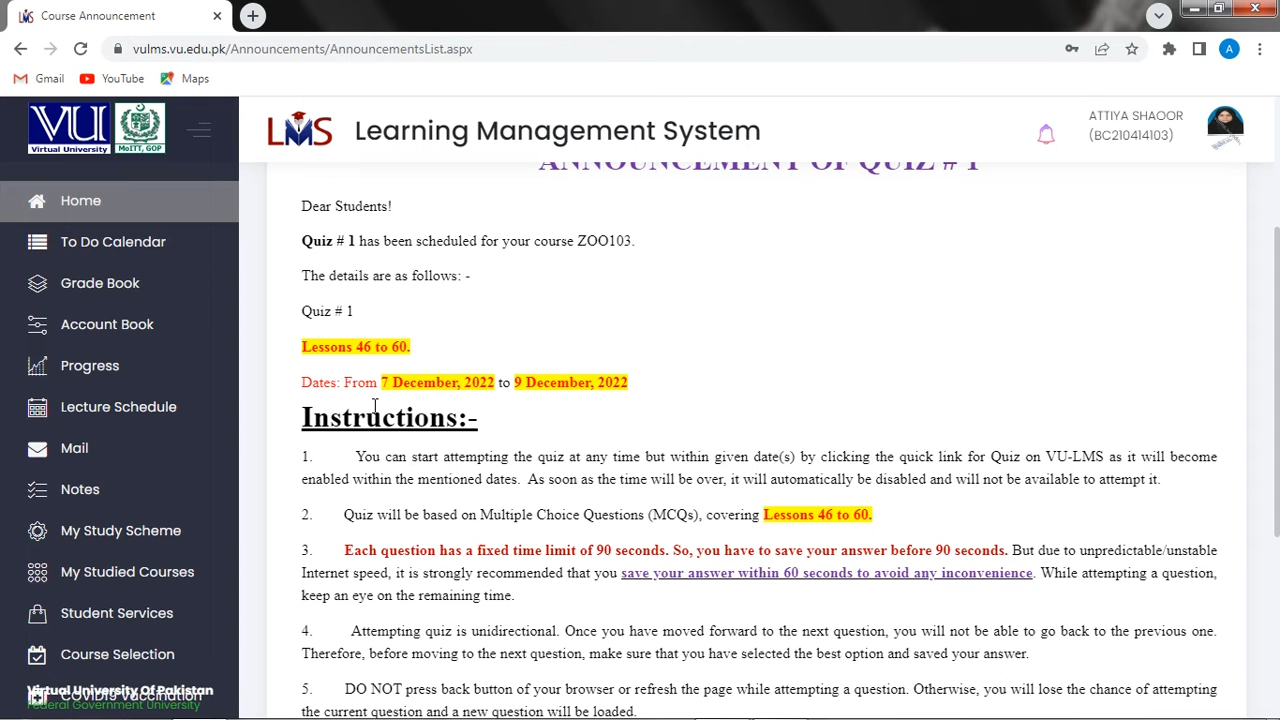 Course Announcement
vulms.vu.edu.pk/Announcements/AnnouncementsList.aspx
A
Gmail
YouTube
Maps
VU
Virtual University
MoITT, GOP
LMS
Learning Management System
ATTIYA SHAOOR
(BC210414103)
Home
To Do Calendar
Grade Book
Account Book
Progress
Lecture Schedule
Mail
Notes
My Study Scheme
My Studied Courses
Student Services
Course Selection
COVID19 Vaccination
Virtual University Of Pakistan
Federal Government University
ANNOUNCEMENT OF QUIZ # 1
Dear Students!
Quiz # 1 has been scheduled for your course ZOO103.
The details are as follows: -
Quiz # 1
Lessons 46 to 60.
Dates: From 7 December, 2022 to 9 December, 2022
Instructions:-
1. You can start attempting the quiz at any time but within given date(s) by clicking the quick link for Quiz on VU-LMS as it will become
enabled within the mentioned dates. As soon as the time will be over, it will automatically be disabled and will not be available to attempt it.
2. Quiz will be based on Multiple Choice Questions (MCQs), covering Lessons 46 to 60.
3. Each question has a fixed time limit of 90 seconds. So, you have to save your answer before 90 seconds. But due to unpredictable/unstable
Internet speed, it is strongly recommended that you save your answer within 60 seconds to avoid any inconvenience. While attempting a question,
keep an eye on the remaining time.
4. Attempting quiz is unidirectional. Once you have moved forward to the next question, you will not be able to go back to the previous one.
Therefore, before moving to the next question, make sure that you have selected the best option and saved your answer.
5. DO NOT press back button of your browser or refresh the page while attempting a question. Otherwise, you will lose the chance of attempting
the current question and a new question will be loaded.